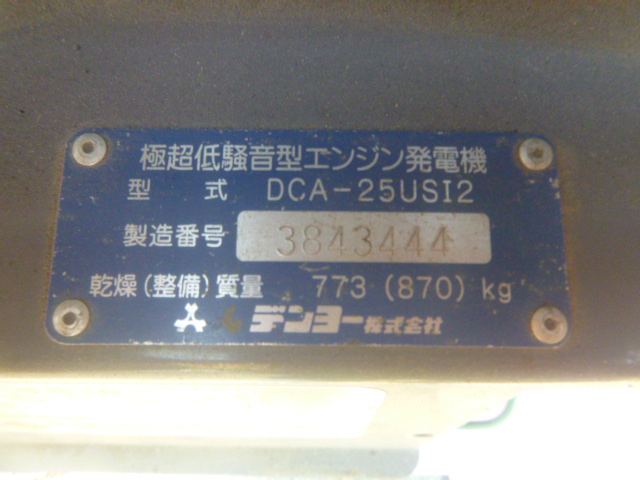 極超低騒音型エンジン発電機
型 式 DCA-25USI2
製造番号 3843444
乾燥(整備)質量 773 (870) kg
デンヨー株式会社